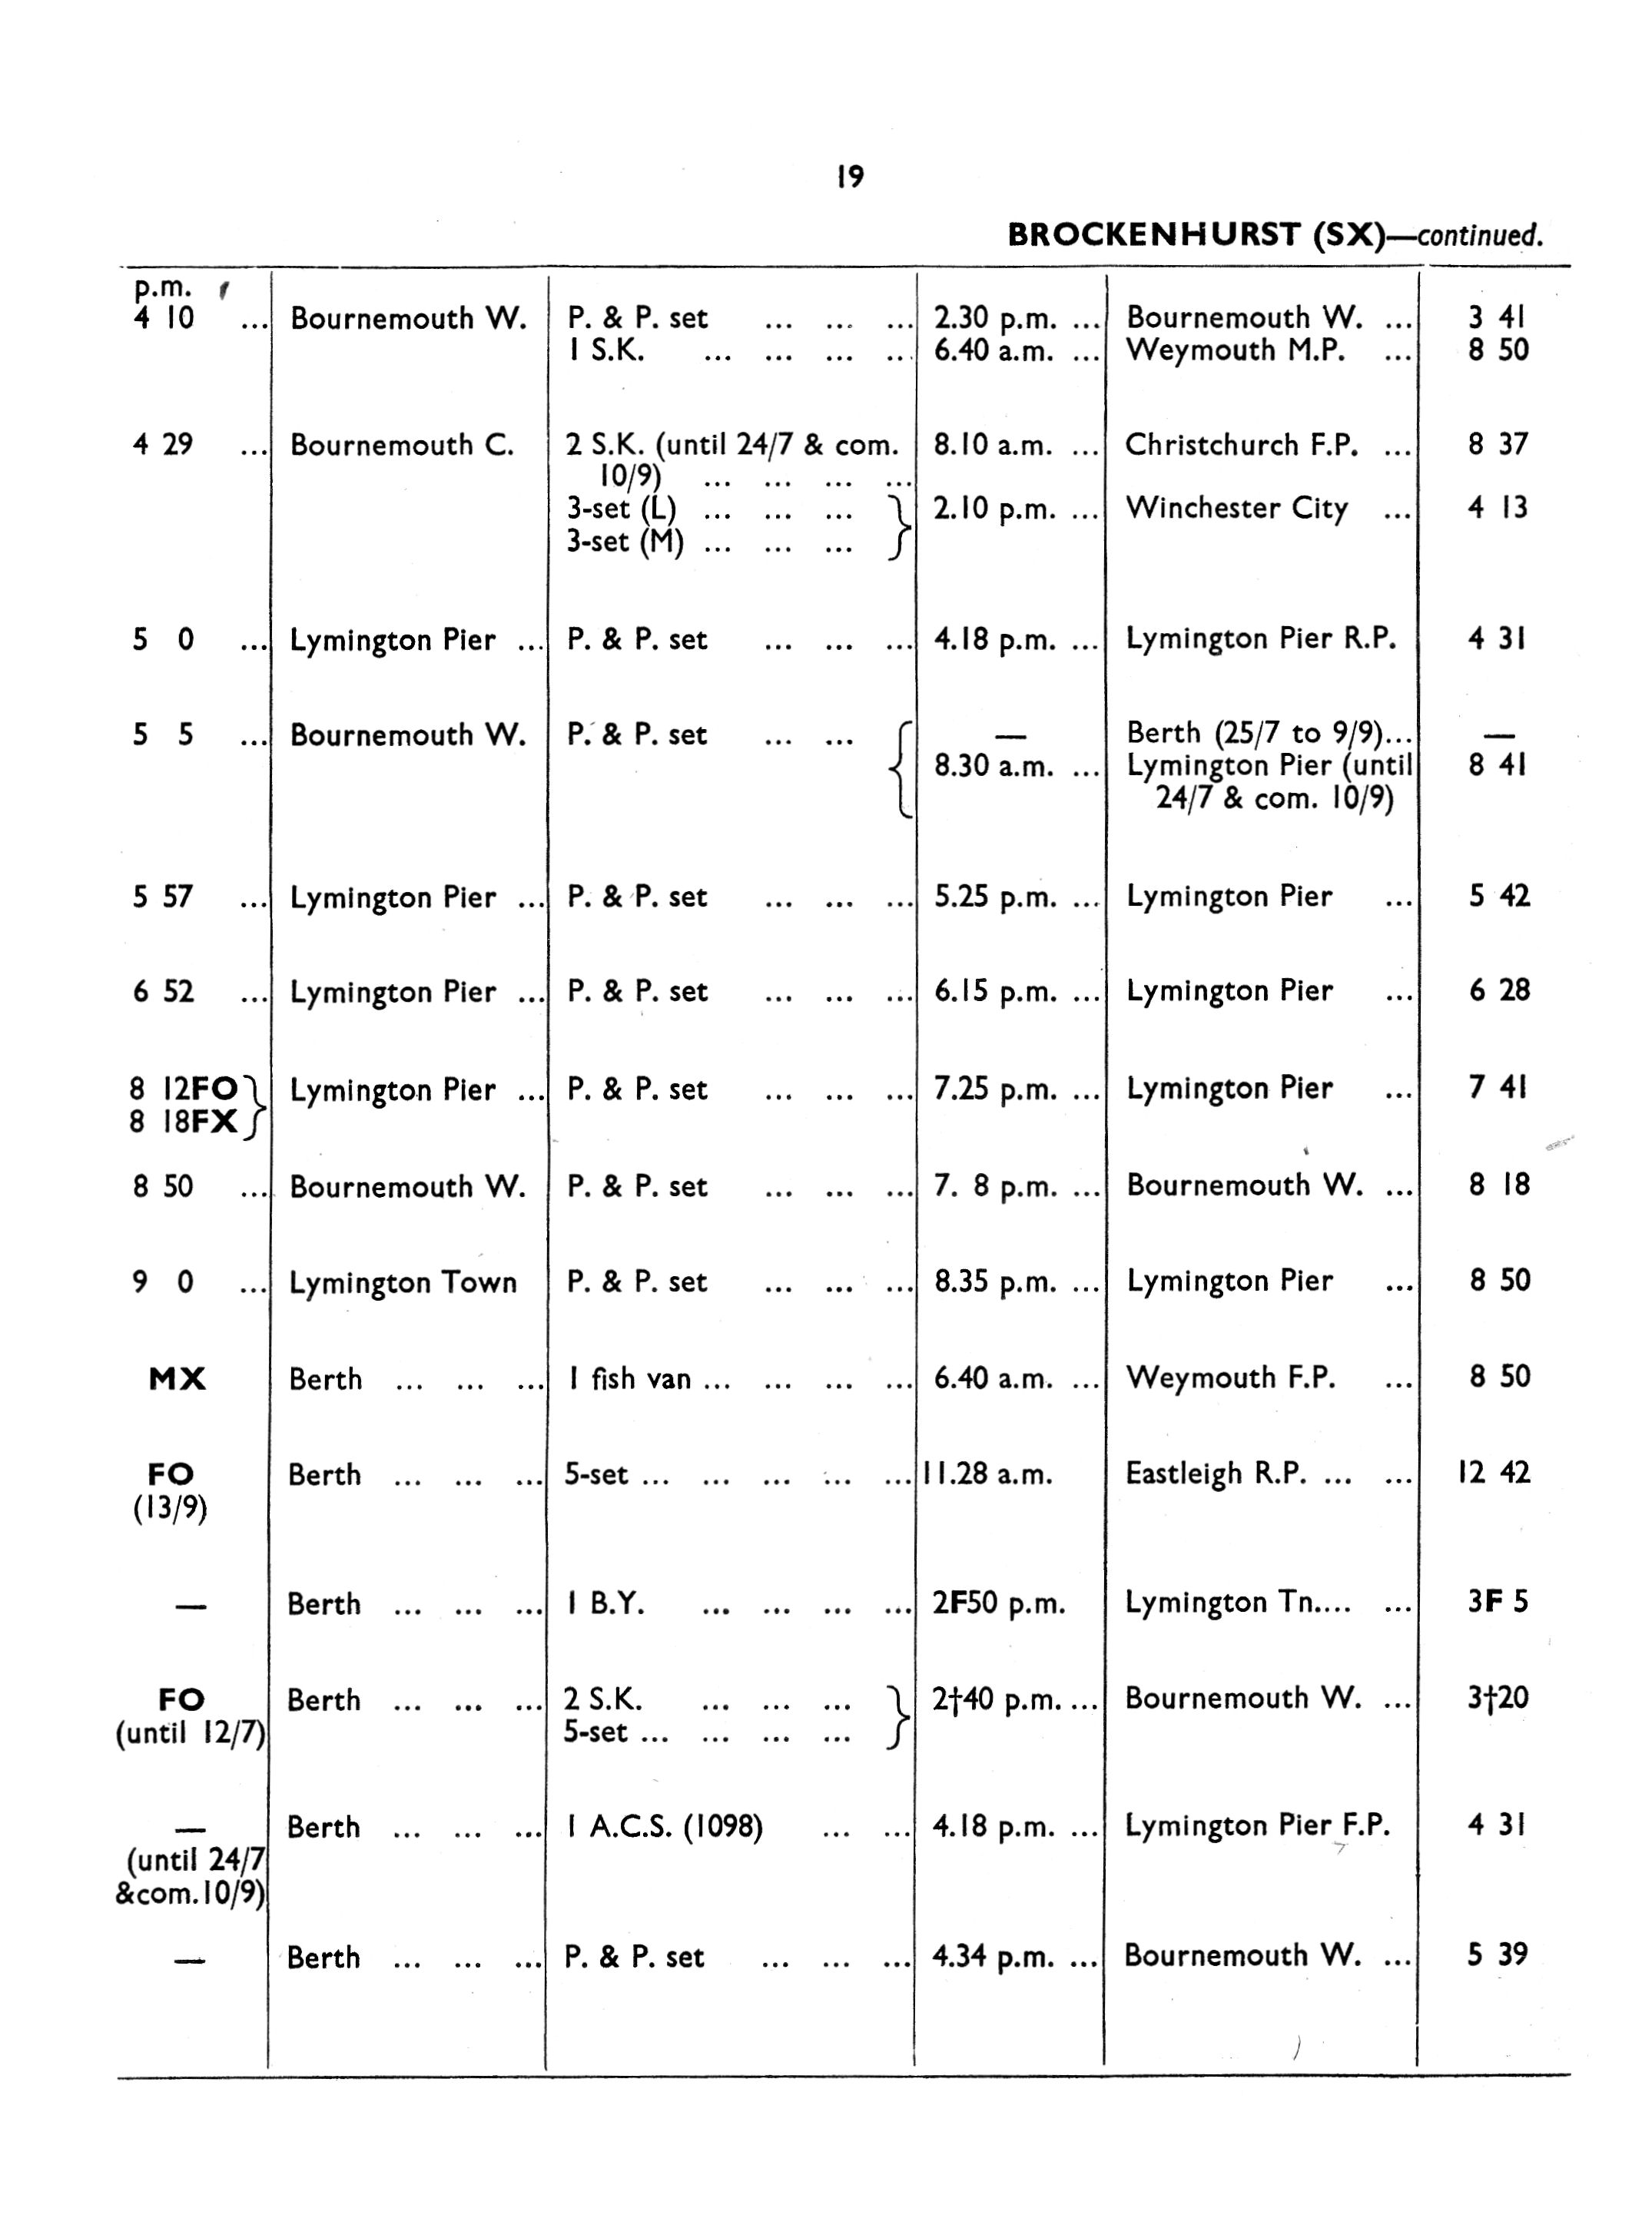 19
BROCKENHURST (SX)—continued.
p.m.
4 10 ... Bournemouth W. P. & P. set ... ... ... 2.30 p.m. ... Bournemouth W. ... 3 41
1 S.K. ... ... ... ... 6.40 a.m. ... Weymouth M.P. ... 8 50
4 29 ... Bournemouth C. 2 S.K. (until 24/7 & com. 8.10 a.m. ... Christchurch F.P. ... 8 37
10/9) ... ... ... ...
3-set (L) ... ... ... } 2.10 p.m. ... Winchester City ... 4 13
3-set (M) ... ... ...
5 0 ... Lymington Pier ... P. & P. set ... ... ... 4.18 p.m. ... Lymington Pier R.P. 4 31
5 5 ... Bournemouth W. P. & P. set ... ... { — Berth (25/7 to 9/9)... —
8.30 a.m. ... Lymington Pier (until 8 41
24/7 & com. 10/9)
5 57 ... Lymington Pier ... P. & P. set ... ... ... 5.25 p.m. ... Lymington Pier ... 5 42
6 52 ... Lymington Pier ... P. & P. set ... ... ... 6.15 p.m. ... Lymington Pier ... 6 28
8 12FO } Lymington Pier ... P. & P. set ... ... ... 7.25 p.m. ... Lymington Pier ... 7 41
8 18FX
8 50 ... Bournemouth W. P. & P. set ... ... ... 7. 8 p.m. ... Bournemouth W. ... 8 18
9 0 ... Lymington Town P. & P. set ... ... ... 8.35 p.m. ... Lymington Pier ... 8 50
MX Berth ... ... ... 1 fish van ... ... ... ... 6.40 a.m. ... Weymouth F.P. ... 8 50
FO Berth ... ... ... 5-set ... ... ... ... ... 11.28 a.m. Eastleigh R.P. ... ... 12 42
(13/9)
— Berth ... ... ... 1 B.Y. ... ... ... ... 2F50 p.m. Lymington Tn.... ... 3F 5
FO Berth ... ... ... 2 S.K. ... ... ... } 2†40 p.m. ... Bournemouth W. ... 3†20
(until 12/7) 5-set ... ... ... ...
— Berth ... ... ... 1 A.C.S. (1098) ... ... 4.18 p.m. ... Lymington Pier F.P. 4 31
(until 24/7
&com. 10/9)
— Berth ... ... ... P. & P. set ... ... ... 4.34 p.m. ... Bournemouth W. ... 5 39